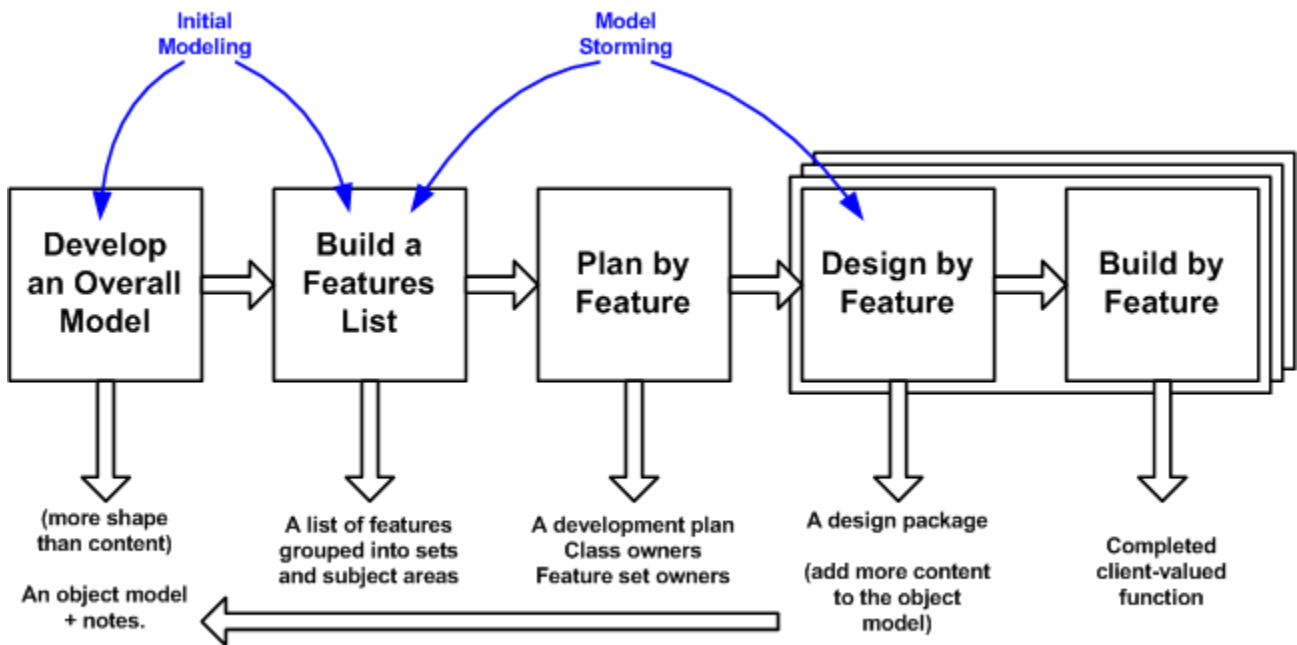 Initial
Modeling
Model
Storming
Develop
an Overall
Model
Build a
Features
List
Plan by
Feature
Design by
Feature
Build by
Feature
(more shape
than content)
An object model
+ notes.
A list of features
grouped into sets
and subject areas
A development plan
Class owners
Feature set owners
A design package
(add more content
to the object
model)
Completed
client-valued
function